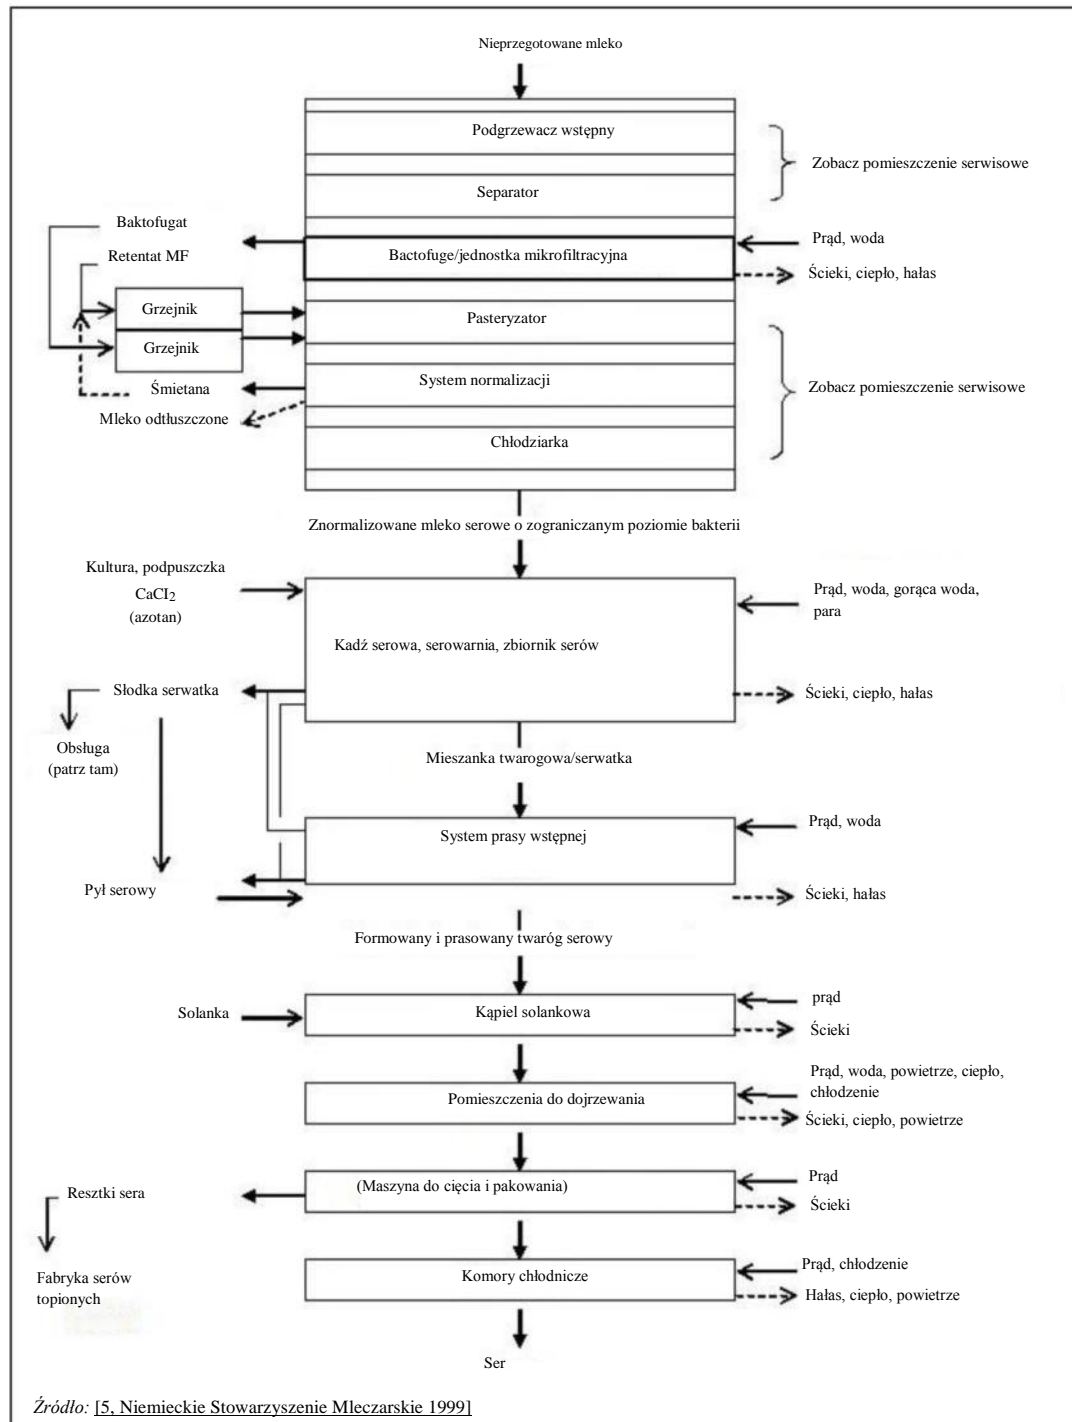 Nieprzegotowane mleko
Podgrzewacz wstępny
Zobacz pomieszczenie serwisowe
Separator
Baktofugat
Prąd, woda
Retentat MF
Bactofuge/jednostka mikrofiltracyjna
Ścieki, ciepło, hałas
Grzejnik
Pasteryzator
Grzejnik
System normalizacji
Śmietana
Zobacz pomieszczenie serwisowe
Mleko odtłuszczone
Chłodziarka
Znormalizowane mleko serowe o zograniczanym poziomie bakterii
Kultura, podpuszczka
CaCI2
(azotan)
Prąd, woda, gorąca woda,
para
Kadź serowa, serowarnia, zbiornik serów
Słodka serwatka
Ścieki, ciepło, hałas
Obsługa
(patrz tam)
Mieszanka twarogowa/serwatka
System prasy wstępnej
Prąd, woda
Pył serowy
Ścieki, hałas
Formowany i prasowany twaróg serowy
Solanka
Kąpiel solankowa
prąd
Ścieki
Prąd, woda, powietrze, ciepło,
chłodzenie
Pomieszczenia do dojrzewania
Ścieki, ciepło, powietrze
Resztki sera
(Maszyna do cięcia i pakowania)
Prąd
Ścieki
Fabryka serów
topionych
Komory chłodnicze
Prąd, chłodzenie
Hałas, ciepło, powietrze
Ser
Źródło: [5, Niemieckie Stowarzyszenie Mleczarskie 1999]